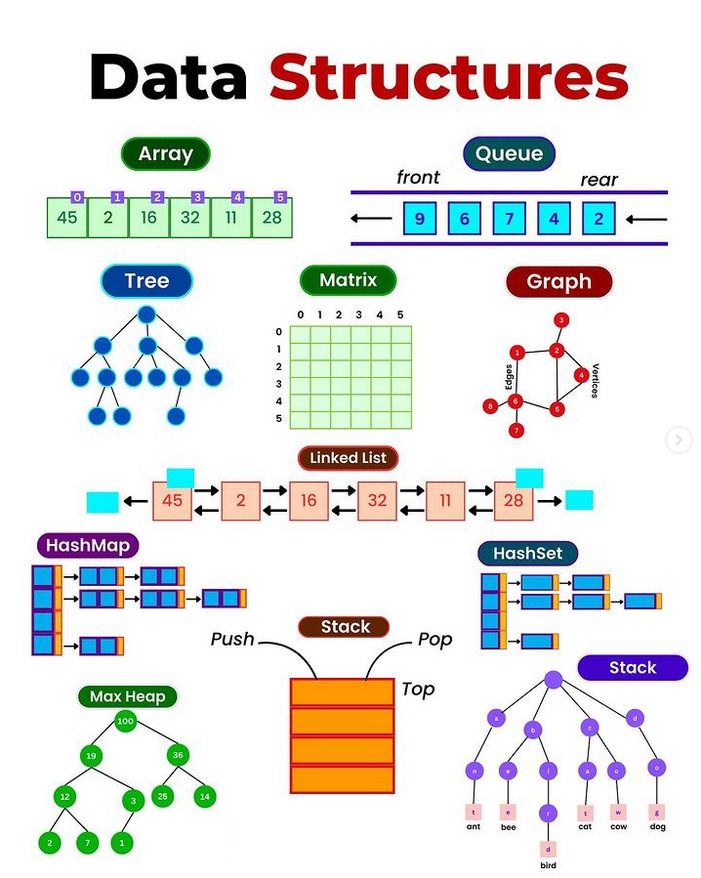 Data Structures
Array
0 1 2 3 4 5
45 2 16 32 11 28
Queue
front rear
9 6 7 4 2
Tree
Matrix
0 1 2 3 4 5
0
1
2
3
4
5
Graph
3
1 2
4
Edges
Vertices
6
8 5
7
Linked List
45 2 16 32 11 28
HashMap
HashSet
Stack
Push Pop
Top
Max Heap
100
19 36
12 3 25 14
2 7 1
Stack
a b c d
n e i a o o
t e r t w g
ant bee cat cow dog
d
bird